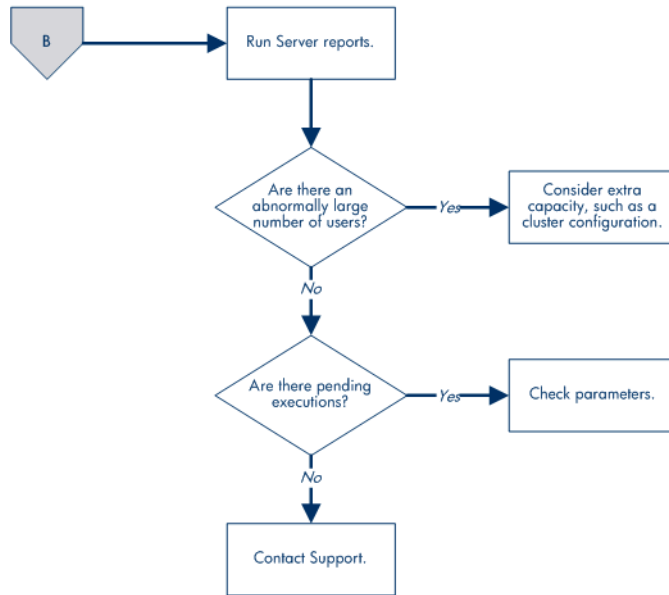 B
Run Server reports.
Are there an
abnormally large
number of users?
Yes
Consider extra
capacity, such as a
cluster configuration.
No
Are there pending
executions?
Yes
Check parameters.
No
Contact Support.